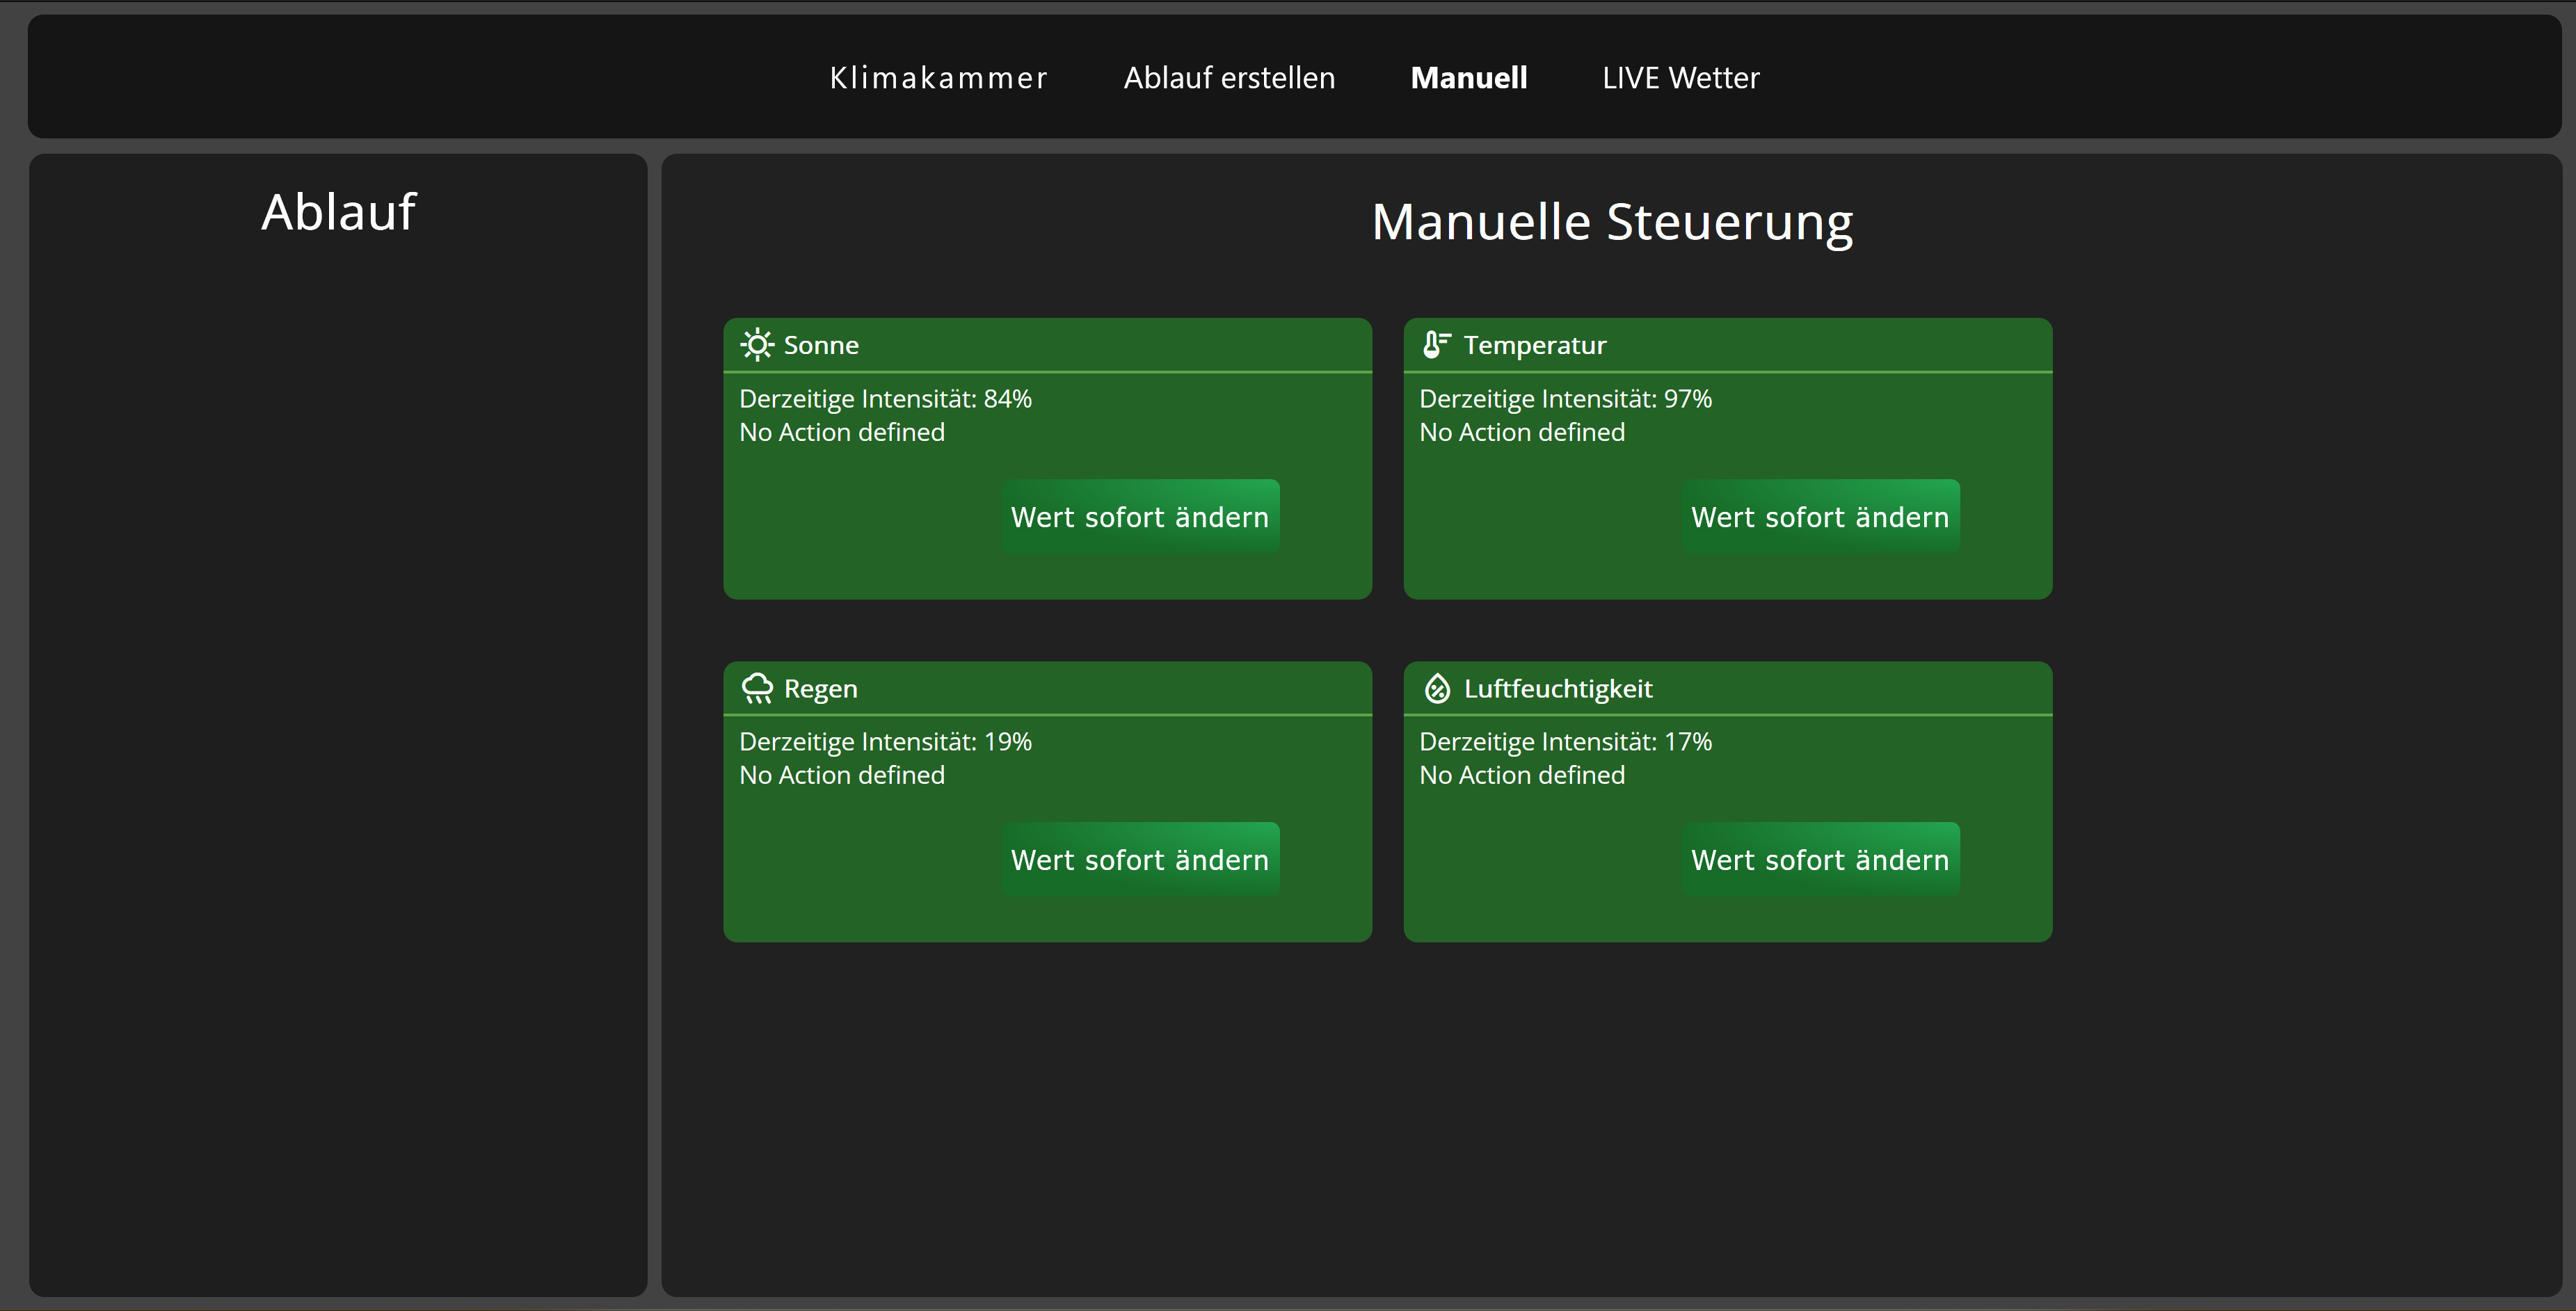 Klimakammer Ablauf erstellen Manuell LIVE Wetter
Ablauf
Manuelle Steuerung
Sonne
Derzeitige Intensität: 84%
No Action defined
Wert sofort ändern
Temperatur
Derzeitige Intensität: 97%
No Action defined
Wert sofort ändern
Regen
Derzeitige Intensität: 19%
No Action defined
Wert sofort ändern
Luftfeuchtigkeit
Derzeitige Intensität: 17%
No Action defined
Wert sofort ändern